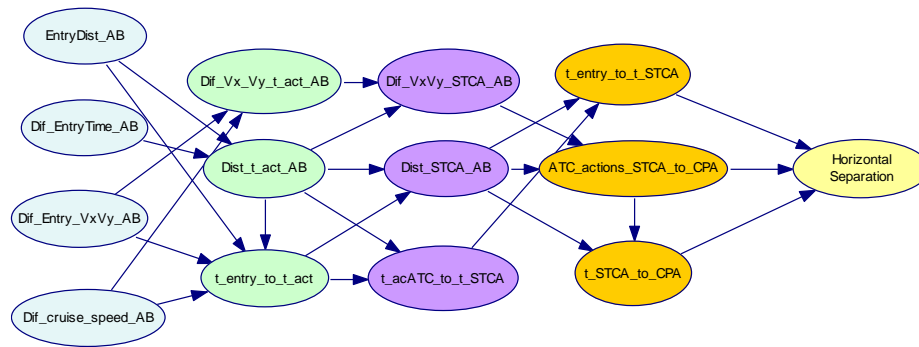 EntryDist_AB
Dif_EntryTime_AB
Dif_Entry_VxVy_AB
Dif_cruise_speed_AB
Dif_Vx_Vy_t_act_AB
Dist_t_act_AB
t_entry_to_t_act
Dif_VxVy_STCA_AB
Dist_STCA_AB
t_acATC_to_t_STCA
t_entry_to_t_STCA
ATC_actions_STCA_to_CPA
t_STCA_to_CPA
Horizontal
Separation